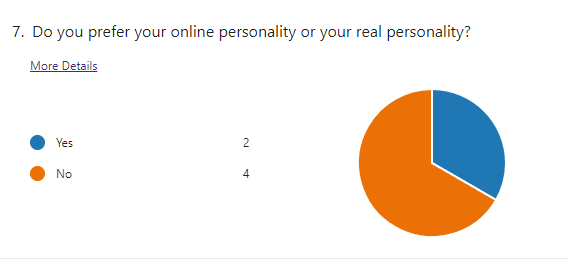 7. Do you prefer your online personality or your real personality?
More Details
Yes 2
No 4